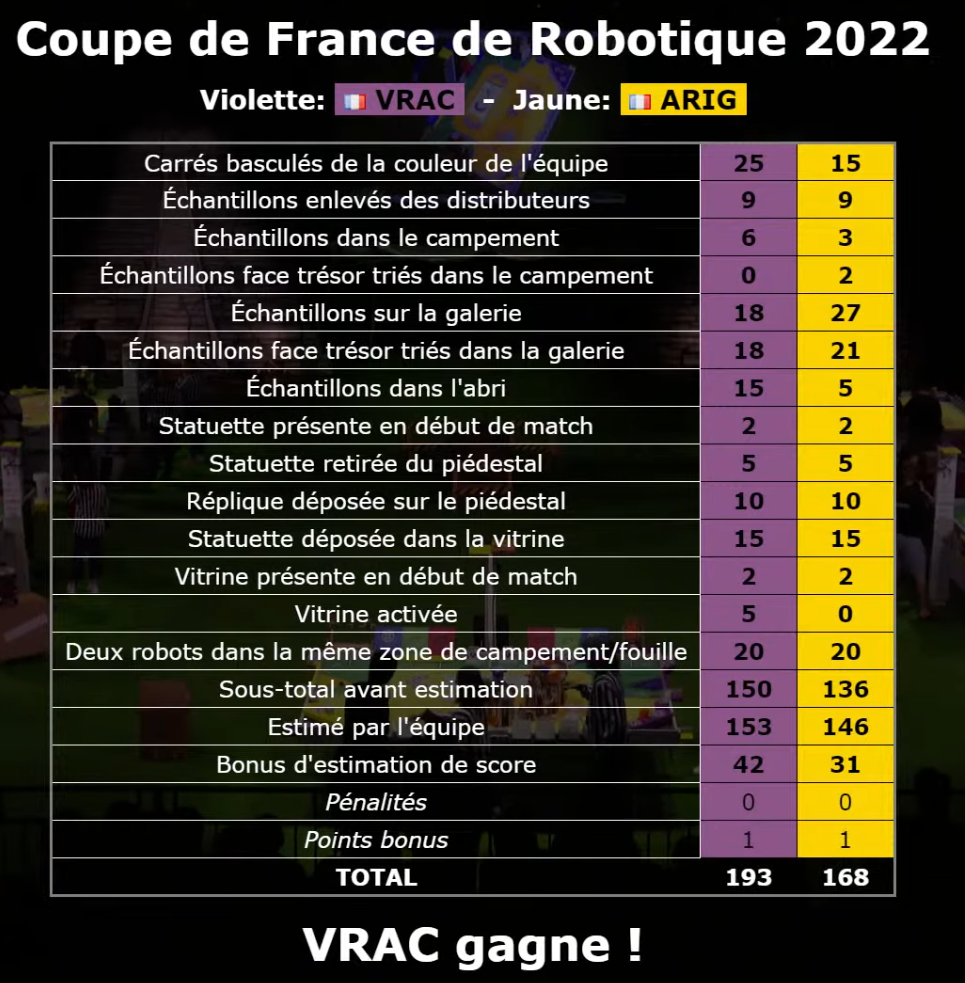 Coupe de France de Robotique 2022
Violette: VRAC - Jaune: ARIG
Carrés basculés de la couleur de l'équipe 25 15
Échantillons enlevés des distributeurs 9 9
Échantillons dans le campement 6 3
Échantillons face trésor triés dans le campement 0 2
Échantillons sur la galerie 18 27
Échantillons face trésor triés dans la galerie 18 21
Échantillons dans l'abri 15 5
Statuette présente en début de match 2 2
Statuette retirée du piédestal 5 5
Réplique déposée sur le piédestal 10 10
Statuette déposée dans la vitrine 15 15
Vitrine présente en début de match 2 2
Vitrine activée 5 0
Deux robots dans la même zone de campement/fouille 20 20
Sous-total avant estimation 150 136
Estimé par l'équipe 153 146
Bonus d'estimation de score 42 31
Pénalités 0 0
Points bonus 1 1
TOTAL 193 168
VRAC gagne !